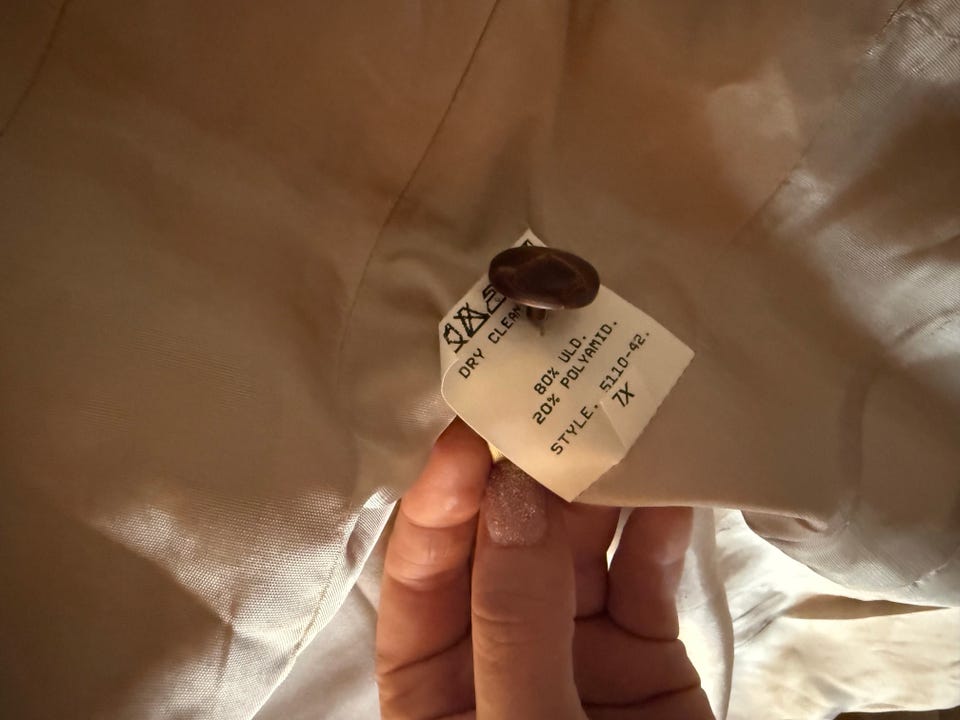 DRY CLEAN
80% ULD.
20% POLYAMID.
STYLE. 5110-42.
7X